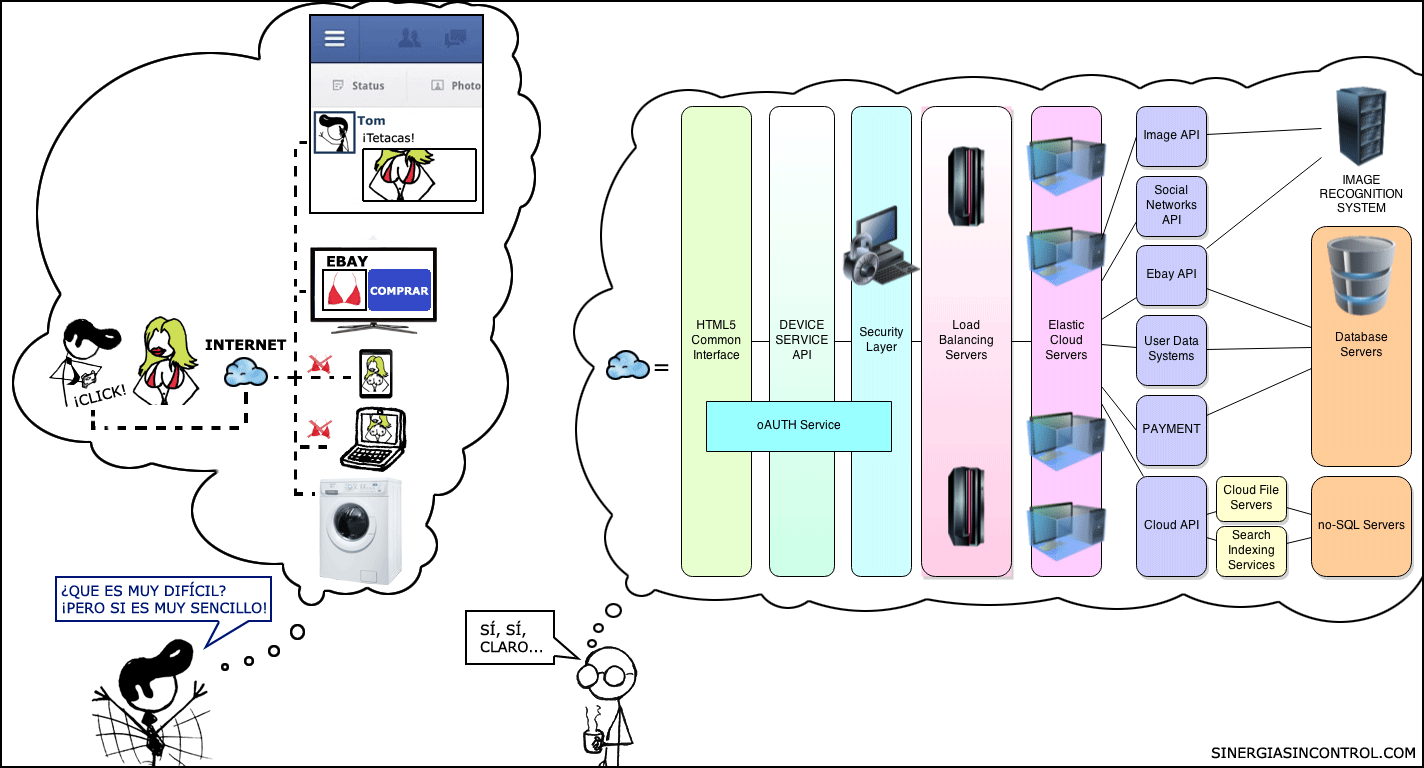 Status
Photo
Tom
¡Tetacas!
EBAY
COMPRAR
INTERNET
¡CLICK!
¿QUE ES MUY DIFÍCIL?
¡PERO SI ES MUY SENCILLO!
SÍ, SÍ,
CLARO...
=
HTML5
Common
Interface
DEVICE
SERVICE
API
Security
Layer
oAUTH Service
Load
Balancing
Servers
Elastic
Cloud
Servers
Image API
Social
Networks
API
Ebay API
User Data
Systems
PAYMENT
Cloud API
Cloud File
Servers
Search
Indexing
Services
IMAGE
RECOGNITION
SYSTEM
Database
Servers
no-SQL Servers
SINERGIASINCONTROL.COM